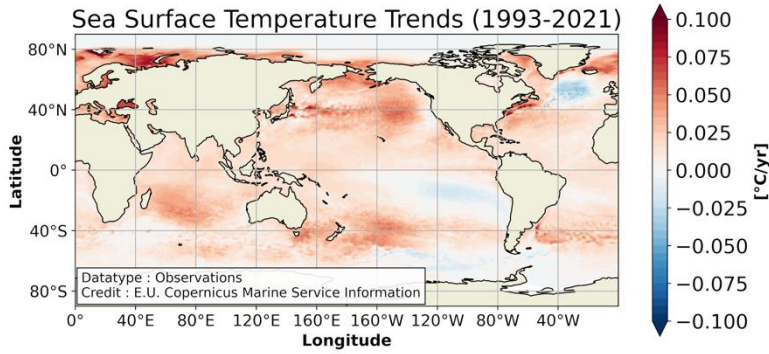 Sea Surface Temperature Trends (1993-2021)
80°N
40°N
0°
40°S
80°S
Latitude
Datatype : Observations
Credit : E.U. Copernicus Marine Service Information
0° 40°E 80°E 120°E 160°E 160°W 120°W 80°W 40°W
Longitude
0.100
0.075
0.050
0.025
0.000
−0.025
−0.050
−0.075
−0.100
[°C/yr]